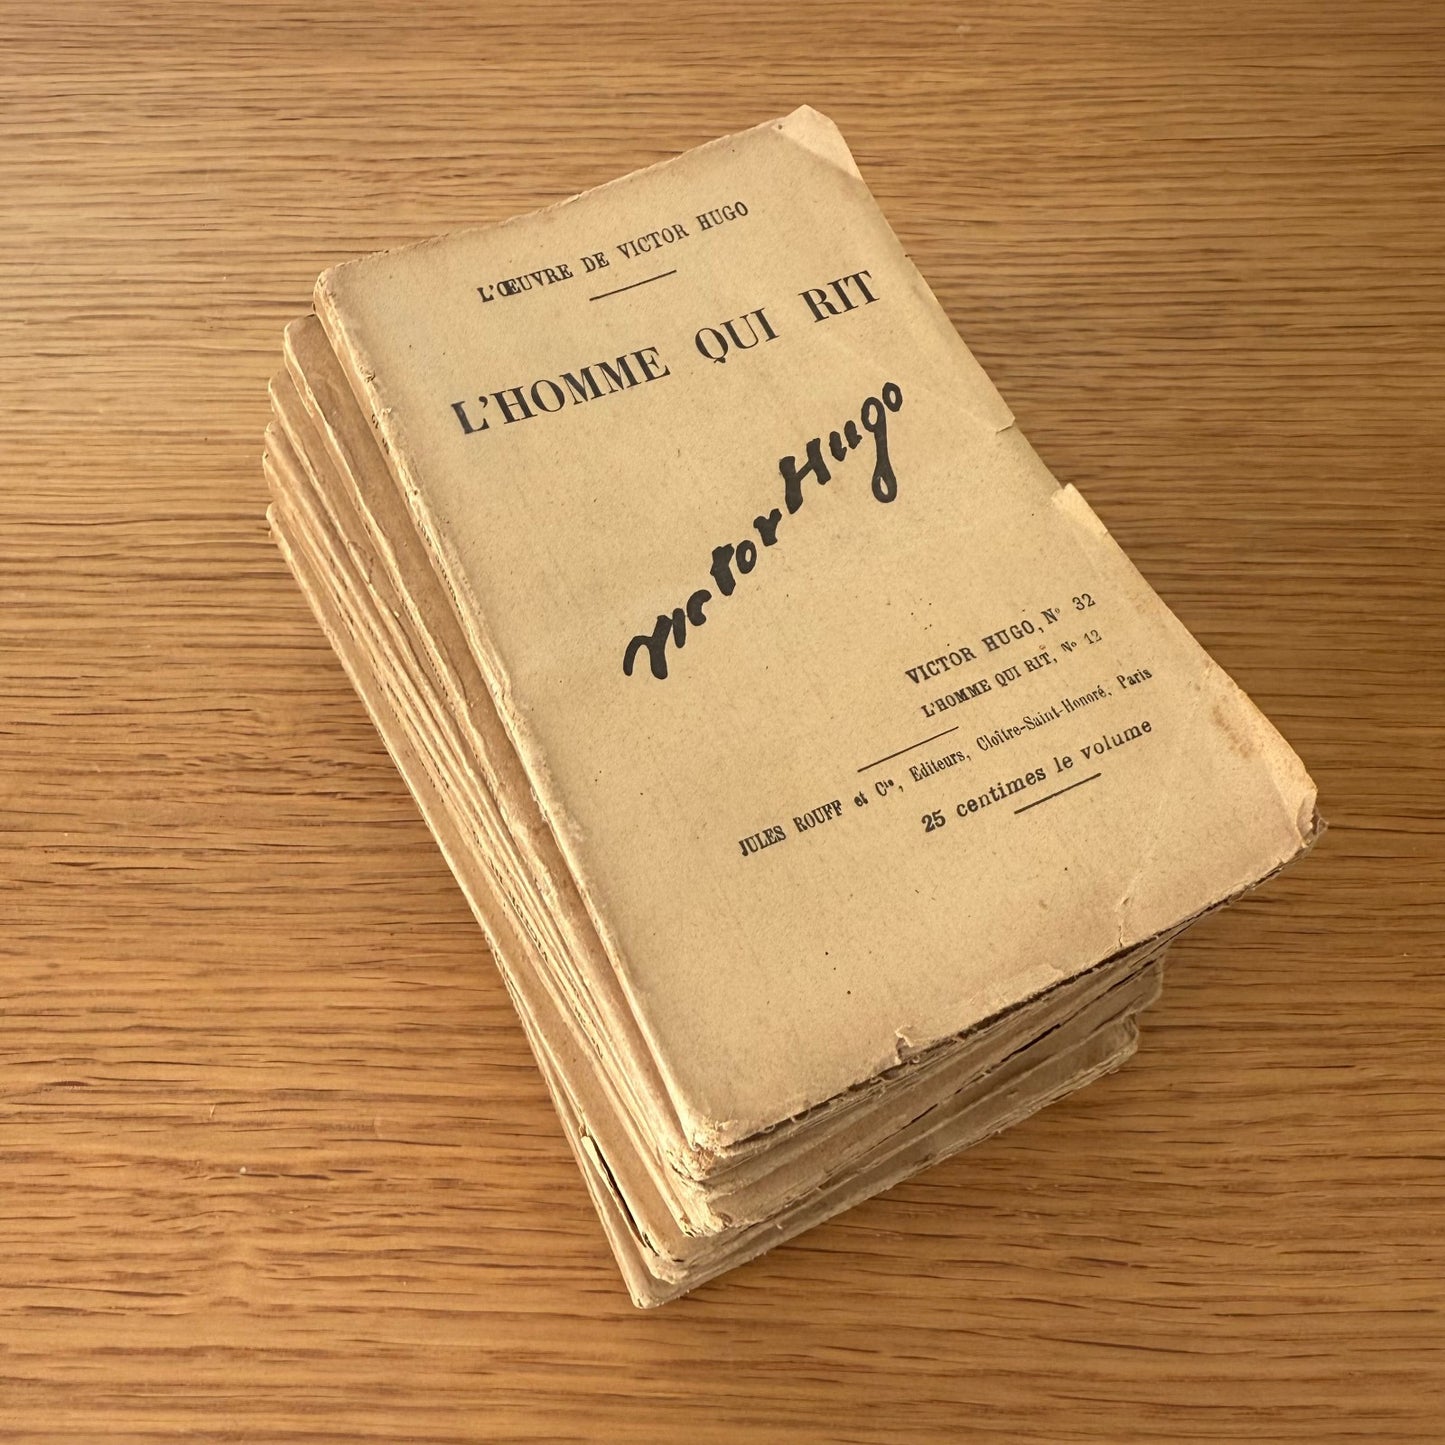 L'ŒUVRE DE VICTOR HUGO
L'HOMME QUI RIT
Victor Hugo
VICTOR HUGO, Nº 32
L'HOMME QUI RIT, Nº 12
JULES ROUFF et Cie, Editeurs, Cloître-Saint-Honoré, Paris
25 centimes le volume